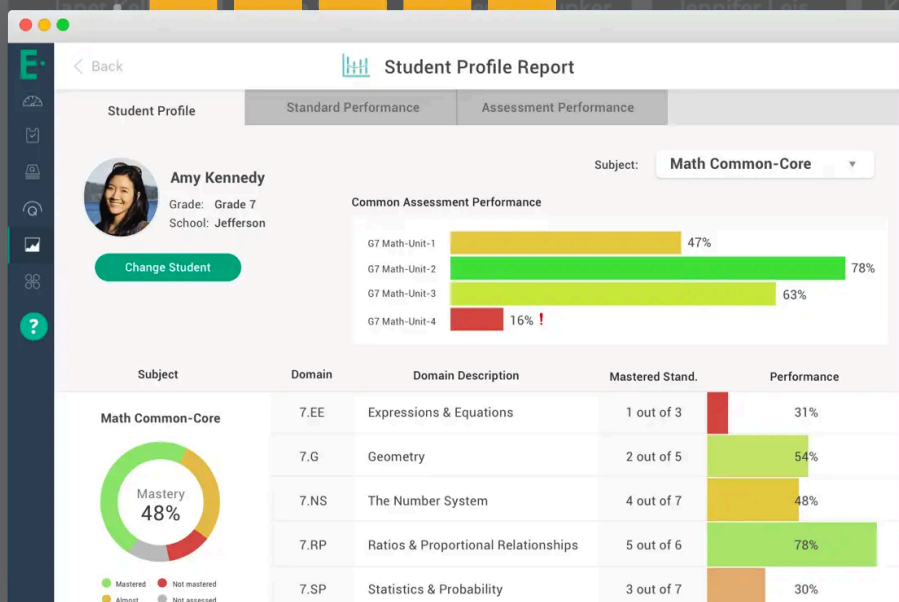 Jennifer Leis
E·
Back
Student Profile Report
Student Profile
Standard Performance
Assessment Performance
Subject:
Math Common-Core
Amy Kennedy
Grade: Grade 7
School: Jefferson
Change Student
Common Assessment Performance
G7 Math-Unit-1 47%
G7 Math-Unit-2 78%
G7 Math-Unit-3 63%
G7 Math-Unit-4 16% !
?
Subject Domain Domain Description Mastered Stand. Performance
Math Common-Core
Mastery
48%
Mastered Not mastered
Almost Not assessed
7.EE Expressions & Equations 1 out of 3 31%
7.G Geometry 2 out of 5 54%
7.NS The Number System 4 out of 7 48%
7.RP Ratios & Proportional Relationships 5 out of 6 78%
7.SP Statistics & Probability 3 out of 7 30%